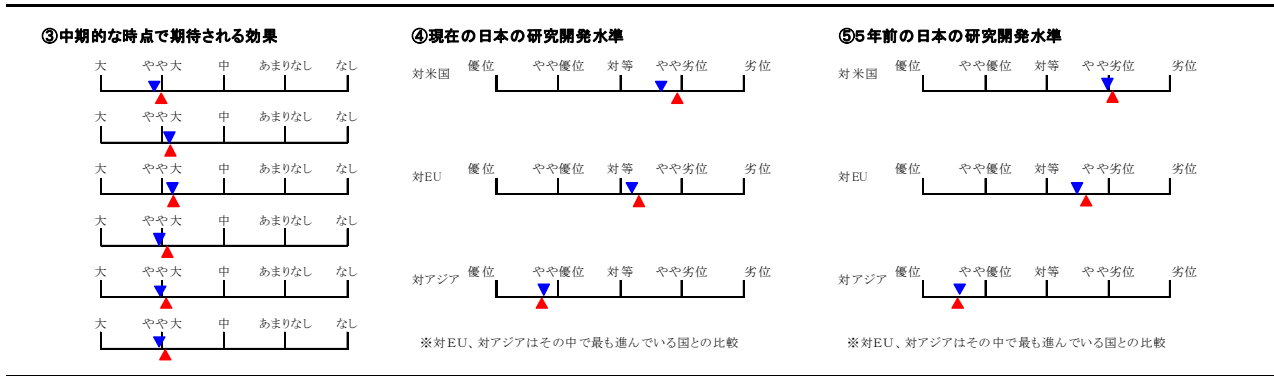 ③中期的な時点で期待される効果
大 やや大 中 あまりなし なし
大 やや大 中 あまりなし なし
大 やや大 中 あまりなし なし
大 やや大 中 あまりなし なし
大 やや大 中 あまりなし なし
大 やや大 中 あまりなし なし
④現在の日本の研究開発水準
対米国 優位 やや優位 対等 やや劣位 劣位
対EU 優位 やや優位 対等 やや劣位 劣位
対アジア 優位 やや優位 対等 やや劣位 劣位
※対EU、対アジアはその中で最も進んでいる国との比較
⑤5年前の日本の研究開発水準
対米国 優位 やや優位 対等 やや劣位 劣位
対EU 優位 やや優位 対等 やや劣位 劣位
対アジア 優位 やや優位 対等 やや劣位 劣位
※対EU、対アジアはその中で最も進んでいる国との比較